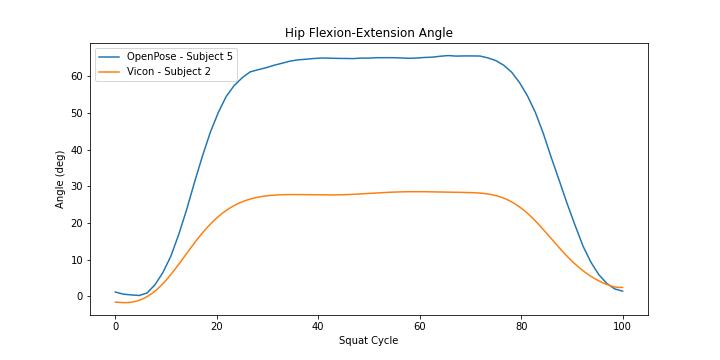 Hip Flexion-Extension Angle
OpenPose - Subject 5
Vicon - Subject 2
Angle (deg)
60
50
40
30
20
10
0
0 20 40 60 80 100
Squat Cycle